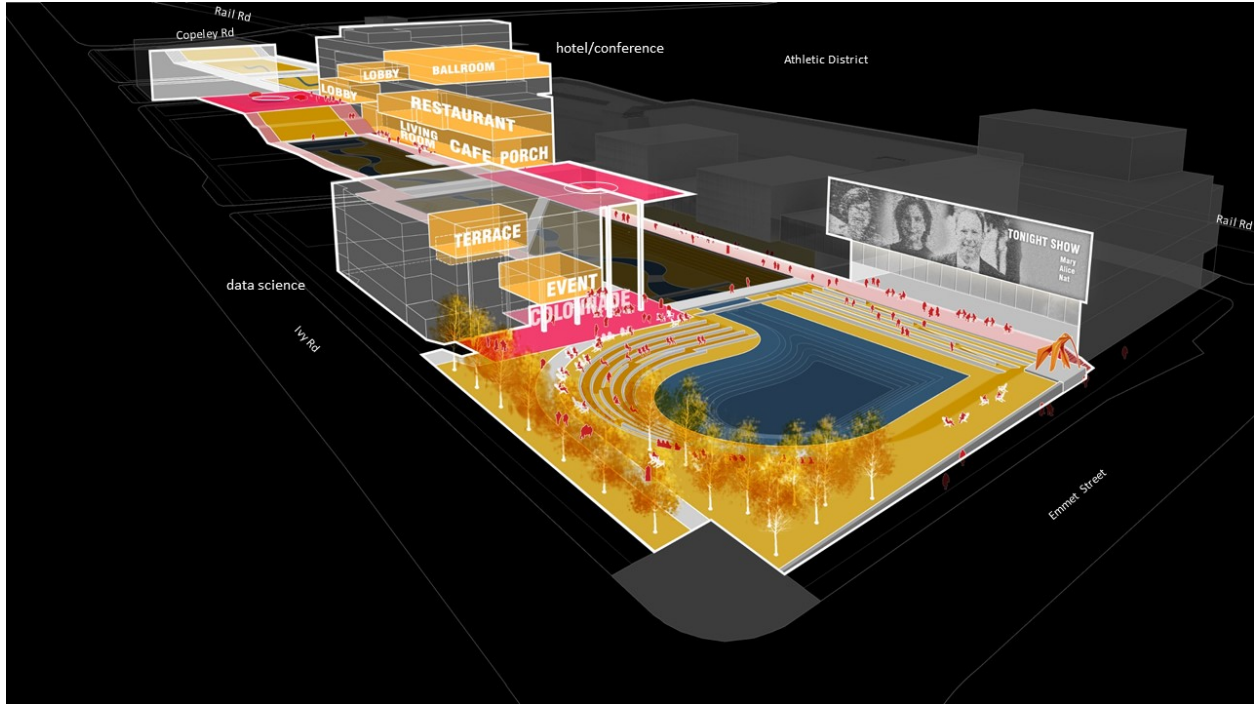 Rail Rd
Copeley Rd
hotel/conference
Athletic District
LOBBY
BALLROOM
LOBBY
RESTAURANT
LIVING
ROOM
CAFE
PORCH
Rail Rd
TONIGHT SHOW
Mary
Alice
Nat
TERRACE
data science
EVENT
COLONNADE
Ivy Rd
Emmet Street